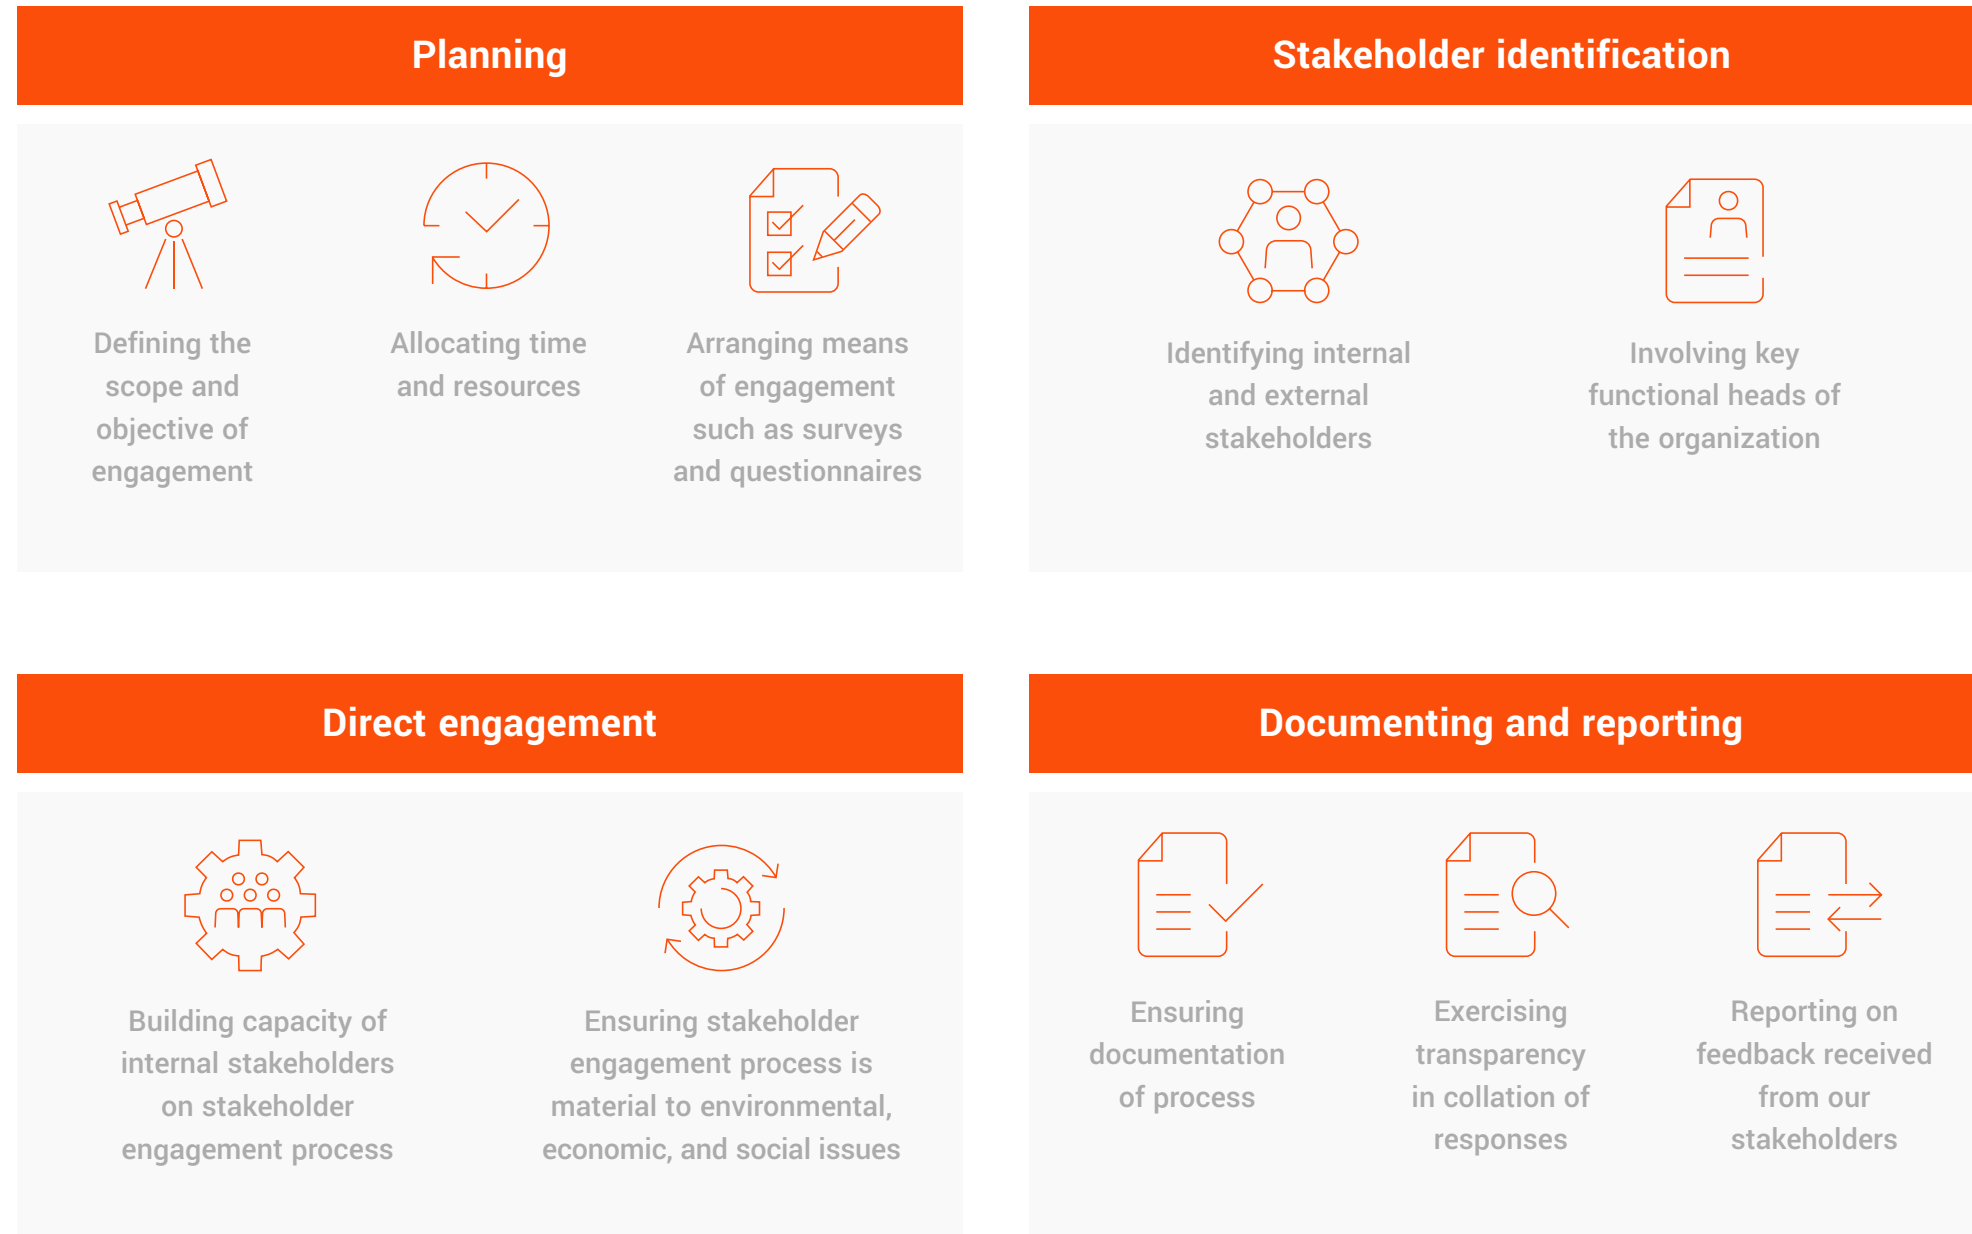 Planning
Defining the
scope and
objective of
engagement
Allocating time
and resources
Arranging means
of engagement
such as surveys
and questionnaires
Stakeholder identification
Identifying internal
and external
stakeholders
Involving key
functional heads of
the organization
Direct engagement
Building capacity of
internal stakeholders
on stakeholder
engagement process
Ensuring stakeholder
engagement process is
material to environmental,
economic, and social issues
Documenting and reporting
Ensuring
documentation
of process
Exercising
transparency
in collation of
responses
Reporting on
feedback received
from our
stakeholders